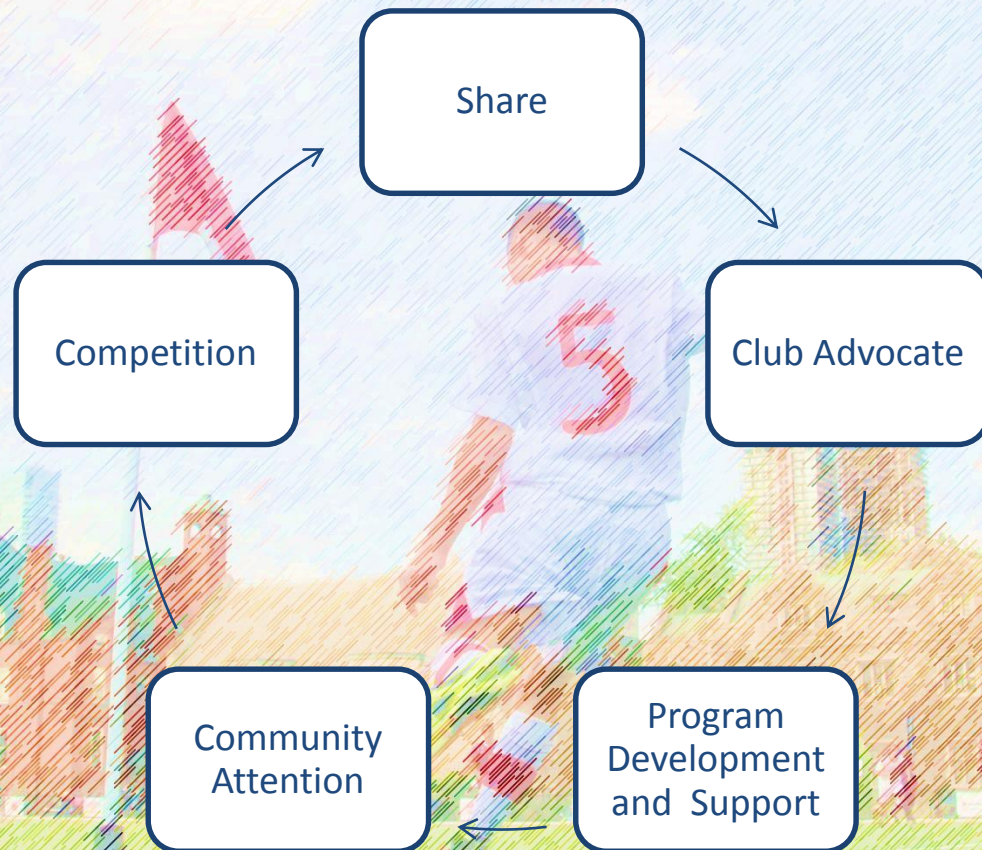 Share
Competition
Club Advocate
5
Community
Attention
Program
Development
and Support